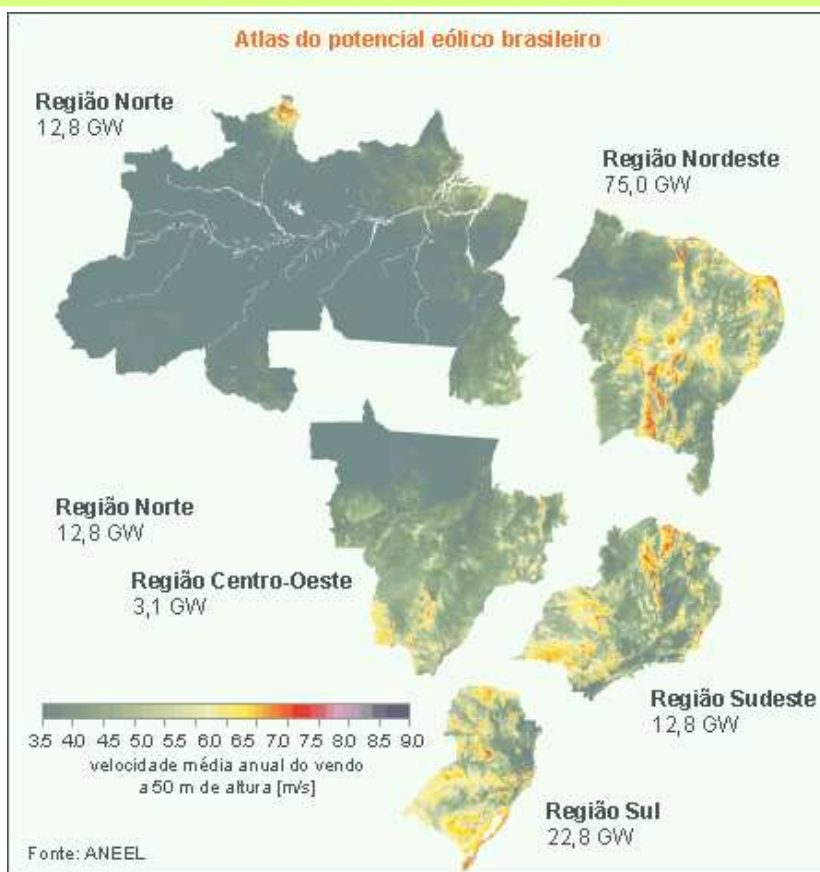 Atlas do potencial eólico brasileiro
Região Norte
12,8 GW
Região Nordeste
75,0 GW
Região Norte
12,8 GW
Região Centro-Oeste
3,1 GW
Região Sudeste
12,8 GW
3.5 4.0 4.5 5.0 5.5 6.0 6.5 7.0 7.5 8.0 8.5 9.0
velocidade média anual do vendo
a 50 m de altura [m/s]
Região Sul
22,8 GW
Fonte: ANEEL